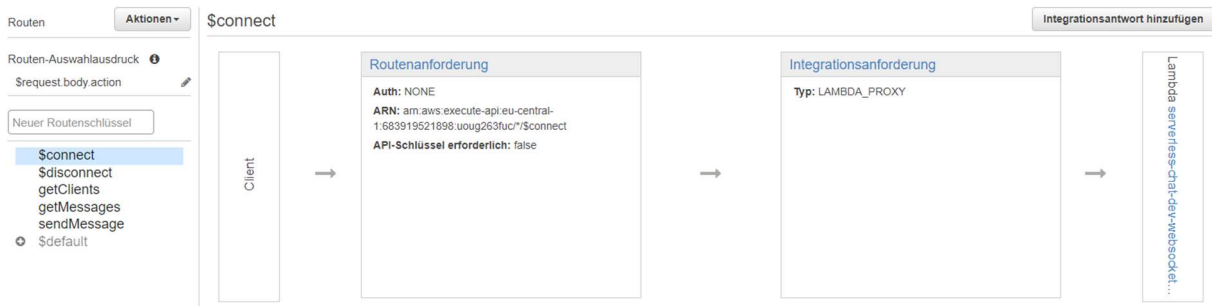 Routen
Aktionen
Routen-Auswahlausdruck
$request.body.action
Neuer Routenschlüssel
$connect
$disconnect
getClients
getMessages
sendMessage
$default
$connect
Integrationsantwort hinzufügen
Client
Routenanforderung
Auth: NONE
ARN: arn:aws:execute-api:eu-central-
1:683919521898:uoug263fuc/*/$connect
API-Schlüssel erforderlich: false
Integrationsanforderung
Typ: LAMBDA_PROXY
Lambda serverless-chat-dev-websocket...